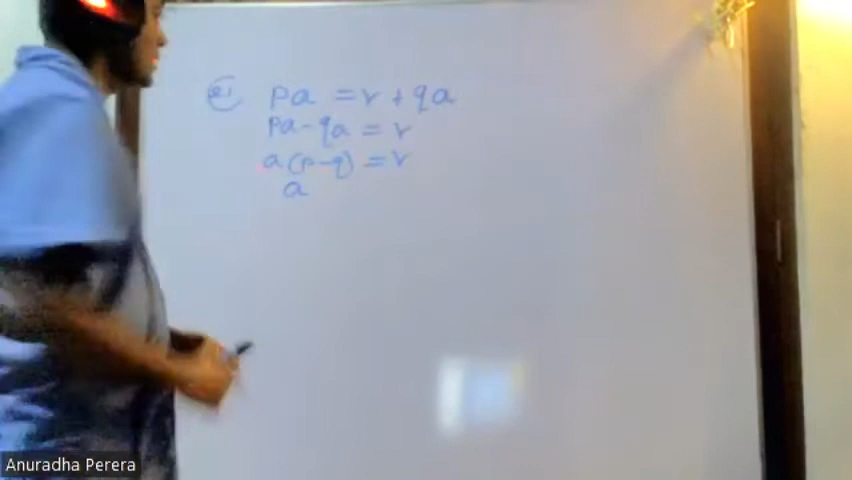 pa = r + qa
pa - qa = r
a(p-q) = r
a
Anuradha Perera